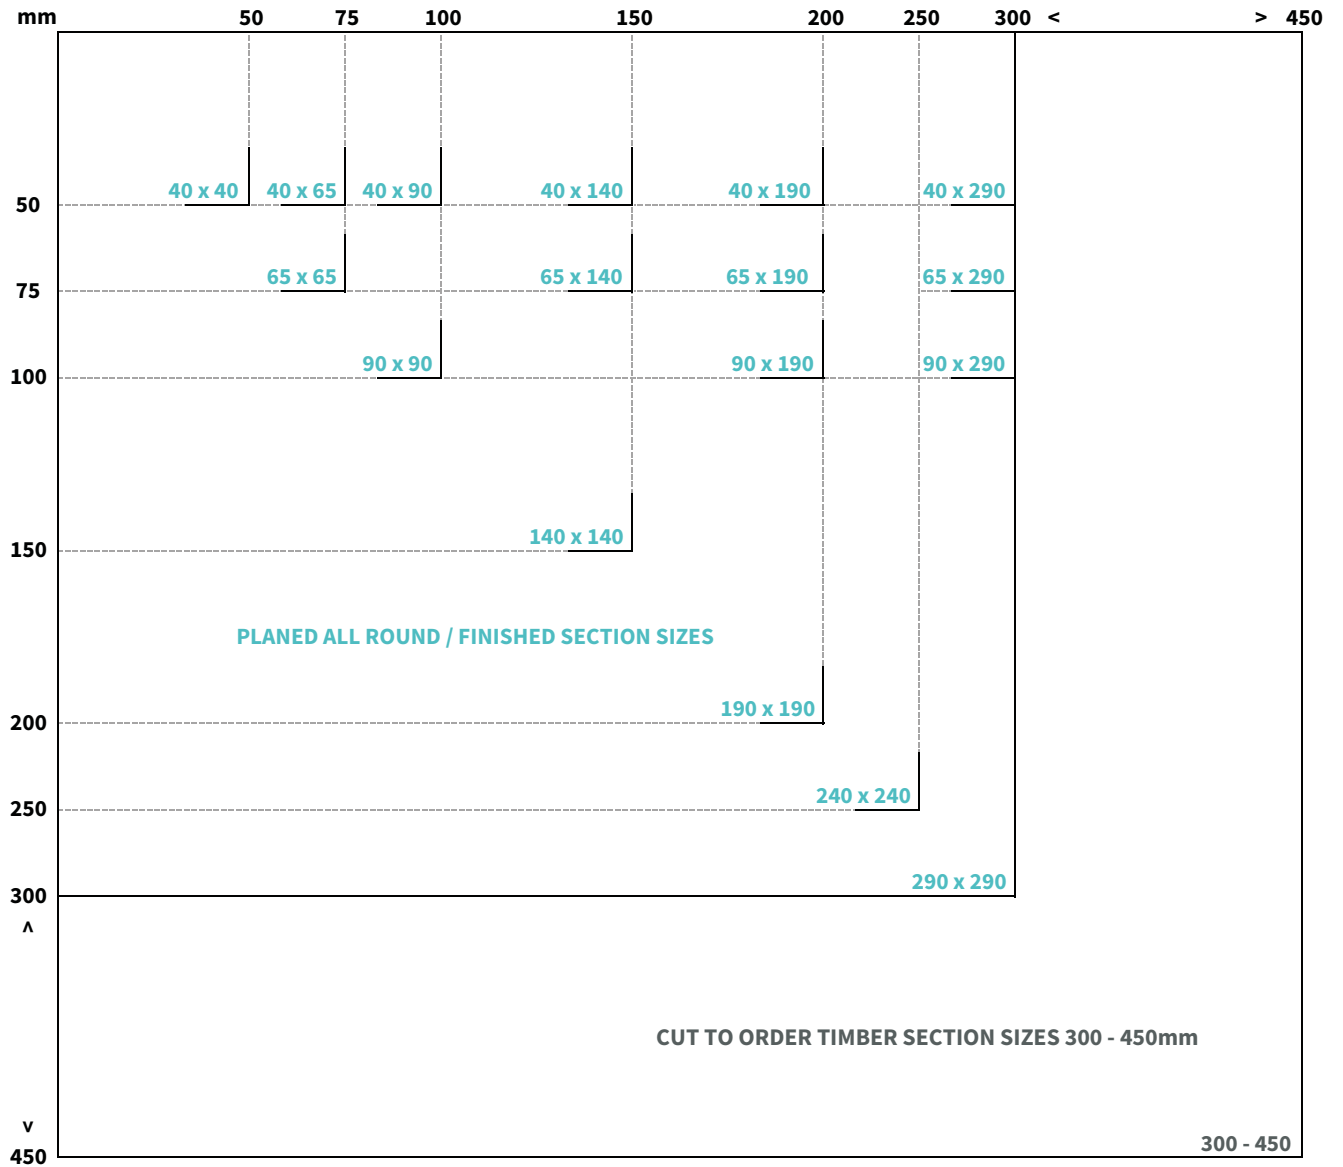 mm 50 75 100 150 200 250 300 < > 450
40 x 40 40 x 65 40 x 90 40 x 140 40 x 190 40 x 290
50
65 x 65 65 x 140 65 x 190 65 x 290
75
90 x 90 90 x 190 90 x 290
100
140 x 140
150
PLANED ALL ROUND / FINISHED SECTION SIZES
190 x 190
200
240 x 240
250
290 x 290
300
<
CUT TO ORDER TIMBER SECTION SIZES 300 - 450mm
>
300 - 450
450